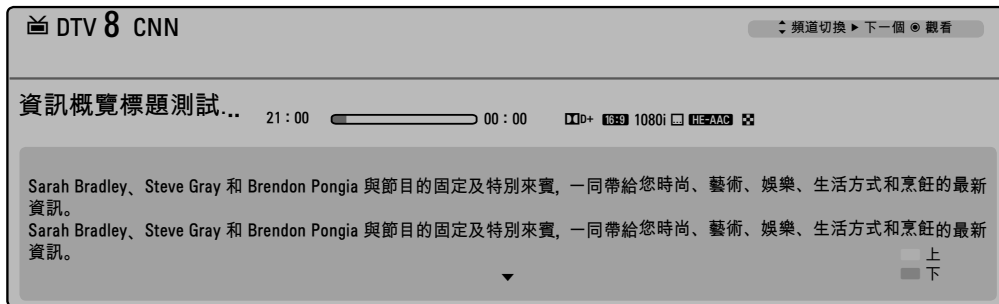 DTV 8 CNN
頻道切換 ▶ 下一個 ◉ 觀看
資訊概覽標題測試...
21:00 00:00 D+ 16:9 1080i HE-AAC
Sarah Bradley、Steve Gray 和 Brendon Pongia 與節目的固定及特別來賓, 一同帶給您時尚、藝術、娛樂、生活方式和烹飪的最新
資訊。
Sarah Bradley、Steve Gray 和 Brendon Pongia 與節目的固定及特別來賓, 一同帶給您時尚、藝術、娛樂、生活方式和烹飪的最新
資訊。
上
下